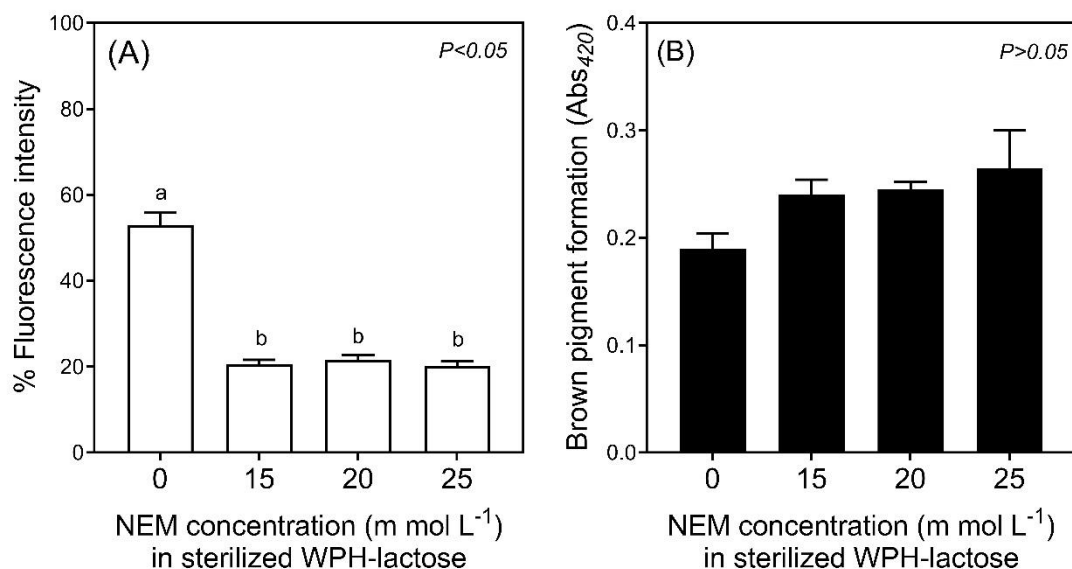 (A)
P<0.05
% Fluorescence intensity
100
80
60
40
20
0
a
b
b
b
0 15 20 25
NEM concentration (m mol L⁻¹)
in sterilized WPH-lactose
(B)
P>0.05
Brown pigment formation (Abs₄₂₀)
0.4
0.3
0.2
0.1
0.0
0 15 20 25
NEM concentration (m mol L⁻¹)
in sterilized WPH-lactose